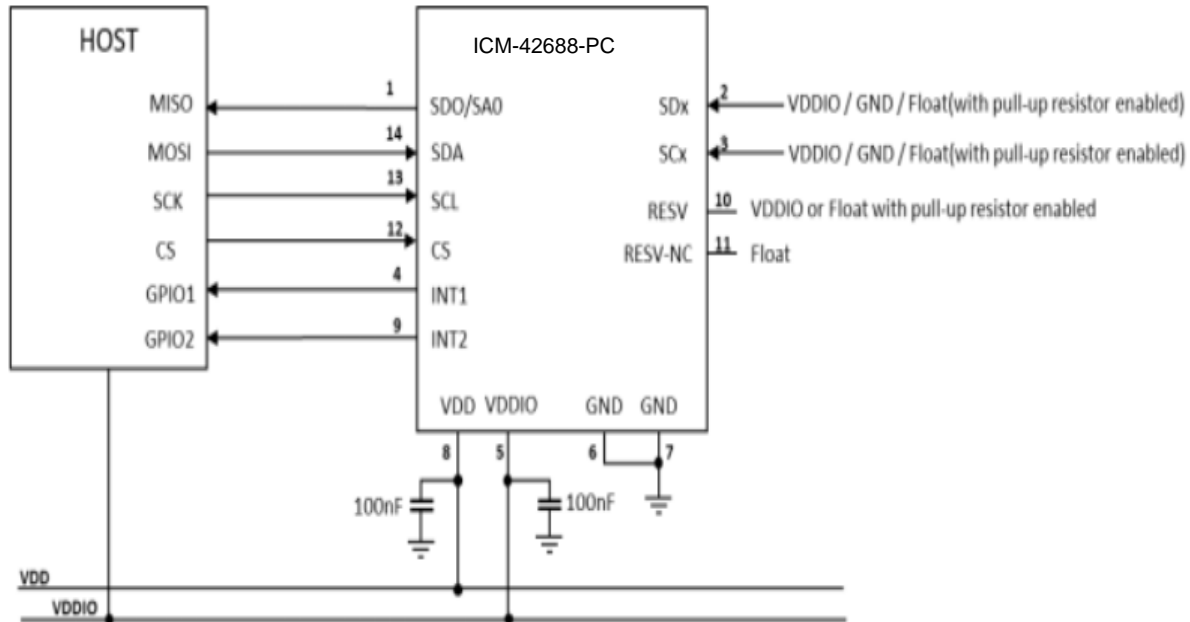 HOST
ICM-42688-PC
MISO
1
SDO/SA0
SDx
2
VDDIO / GND / Float(with pull-up resistor enabled)
MOSI
14
SDA
SCx
3
VDDIO / GND / Float(with pull-up resistor enabled)
SCK
13
SCL
RESV
10
VDDIO or Float with pull-up resistor enabled
CS
12
CS
RESV-NC
11
Float
GPIO1
4
INT1
GPIO2
9
INT2
VDD
VDDIO
GND
GND
8
5
6
7
100nF
100nF
VDD
VDDIO